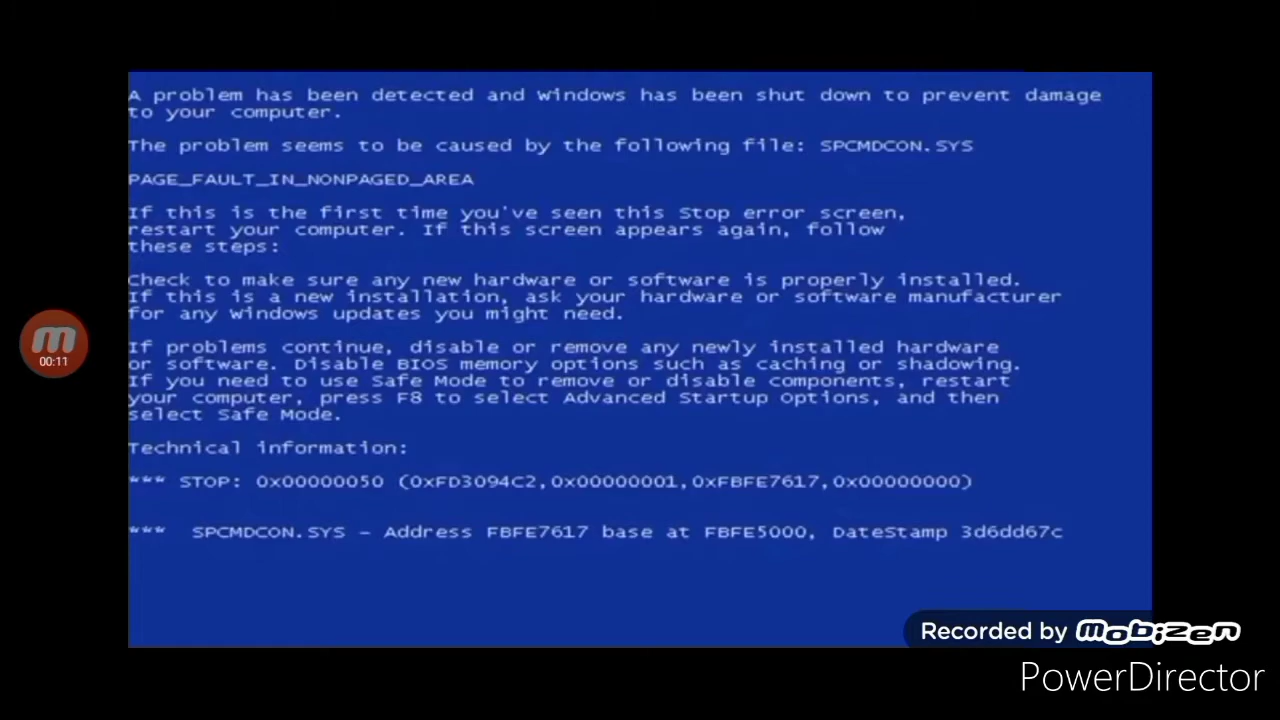 A problem has been detected and Windows has been shut down to prevent damage
to your computer.
The problem seems to be caused by the following file: SPCMDCON.SYS
PAGE_FAULT_IN_NONPAGED_AREA
If this is the first time you've seen this Stop error screen,
restart your computer. If this screen appears again, follow
these steps:
Check to make sure any new hardware or software is properly installed.
If this is a new installation, ask your hardware or software manufacturer
for any Windows updates you might need.
If problems continue, disable or remove any newly installed hardware
or software. Disable BIOS memory options such as caching or shadowing.
If you need to use Safe Mode to remove or disable components, restart
your computer, press F8 to select Advanced Startup Options, and then
select Safe Mode.
Technical information:
*** STOP: 0x00000050 (0xFD3094C2,0x00000001,0xFBFE7617,0x00000000)
*** SPCMDCON.SYS - Address FBFE7617 base at FBFE5000, DateStamp 3d6dd67c
m
00:11
Recorded by mobizen
PowerDirector